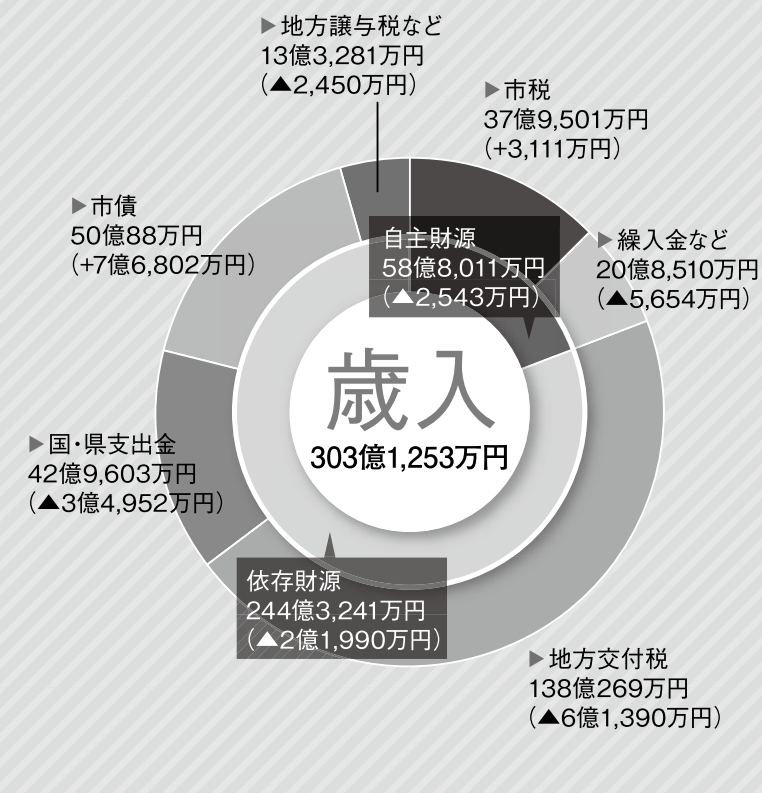 ▶地方譲与税など
13億3,281万円
(▲2,450万円)
▶市税
37億9,501万円
(+3,111万円)
▶繰入金など
20億8,510万円
(▲5,654万円)
▶市債
50億88万円
(+7億6,802万円)
自主財源
58億8,011万円
(▲2,543万円)
歳入
303億1,253万円
▶国・県支出金
42億9,603万円
(▲3億4,952万円)
依存財源
244億3,241万円
(▲2億1,990万円)
▶地方交付税
138億269万円
(▲6億1,390万円)